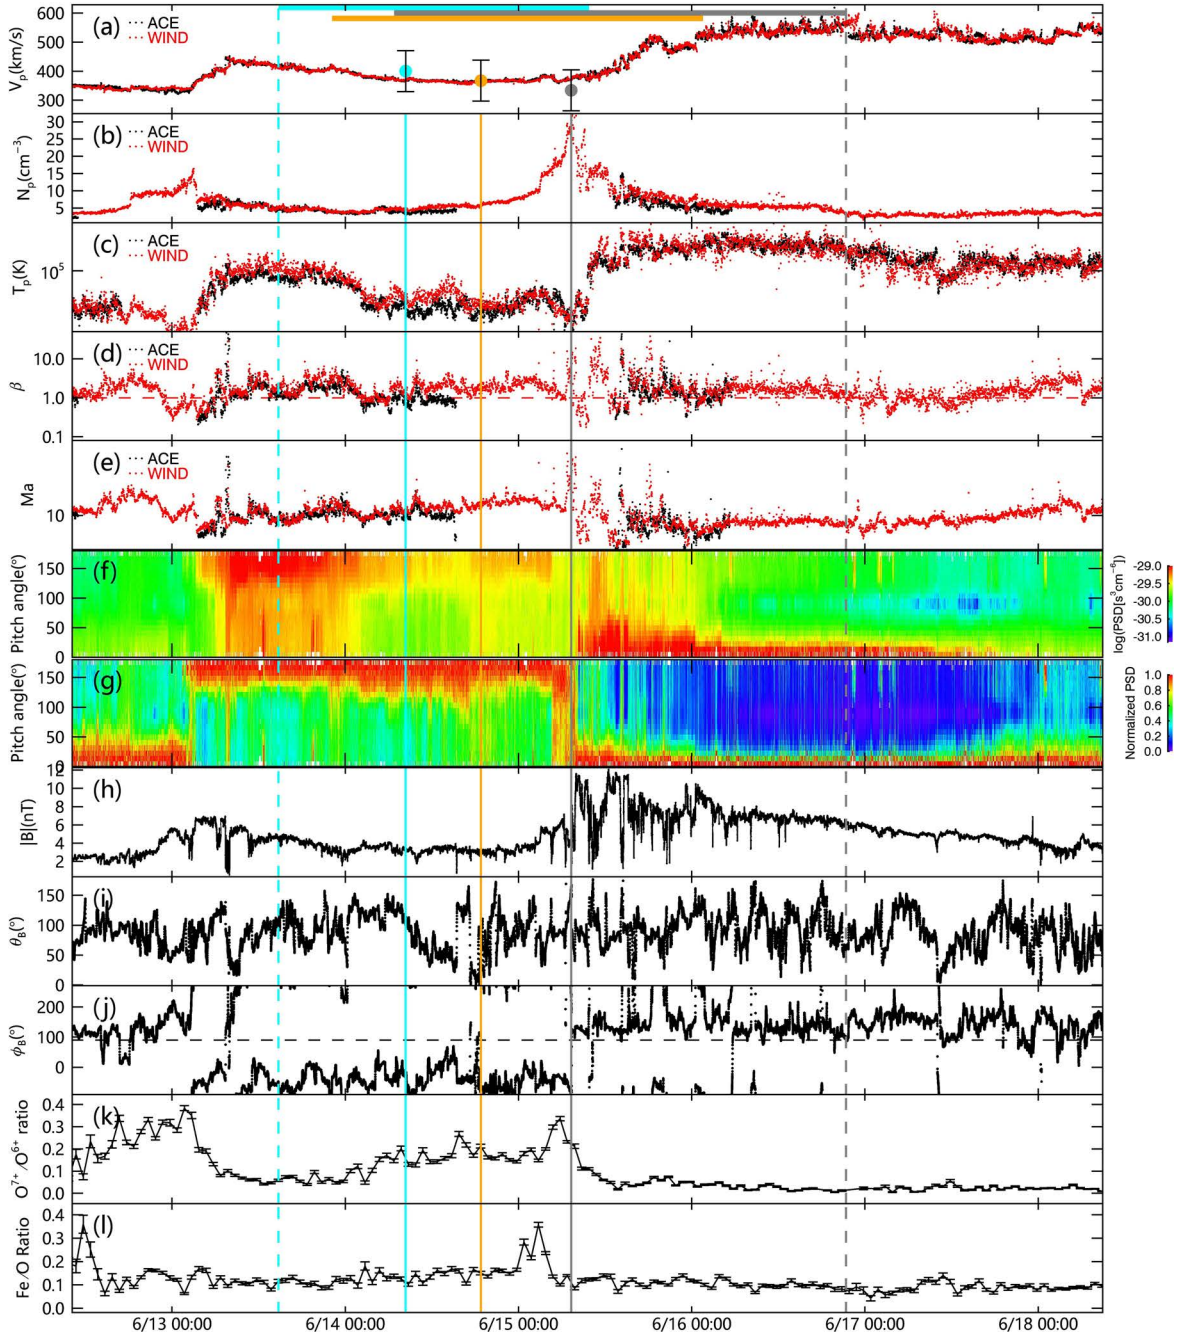 (a) ··· ACE
··· WIND
Vp(km/s)
600
500
400
300
(b) ··· ACE
··· WIND
Np(cm⁻³)
30
25
20
15
10
5
(c) ··· ACE
··· WIND
Tp(K)
10⁵
(d) ··· ACE
··· WIND
β
10.0
1.0
0.1
(e) ··· ACE
··· WIND
Ma
10
(f)
Pitch angle(°)
150
100
50
0
-29.0
-29.5
-30.0
-30.5
-31.1
log(PSD[s³cm⁻⁶])
(g)
Pitch angle(°)
150
100
50
0
1.0
0.8
0.6
0.4
0.2
0.0
Normalized PSD
(h)
|B|(nT)
12
10
8
6
4
2
(i)
θB(°)
150
100
50
0
(j)
ϕB(°)
200
100
0
(k)
O⁷⁺/O⁶⁺ ratio
0.4
0.3
0.2
0.1
0.0
(l)
Fe/O Ratio
0.4
0.3
0.2
0.1
0.0
6/13 00:00 6/14 00:00 6/15 00:00 6/16 00:00 6/17 00:00 6/18 00:00